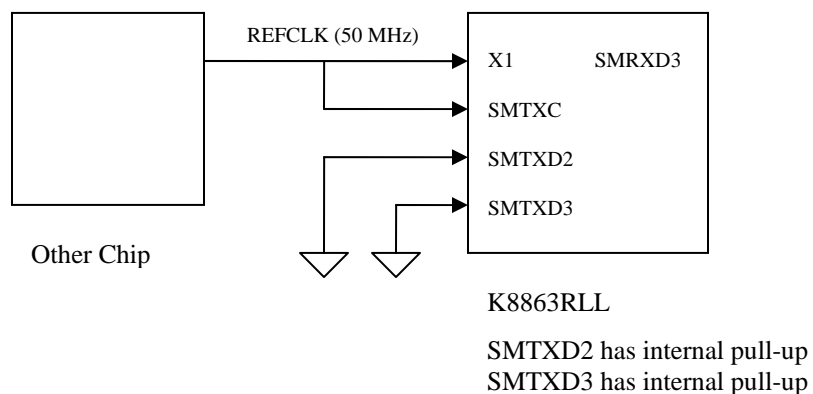 REFCLK (50 MHz)
X1 SMRXD3
SMTXC
SMTXD2
SMTXD3
Other Chip
K8863RLL
SMTXD2 has internal pull-up
SMTXD3 has internal pull-up